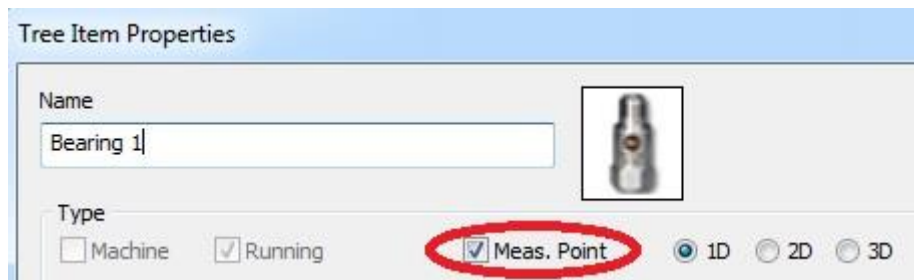 Tree Item Properties
Name
Bearing 1
Type
Machine Running Meas. Point 1D 2D 3D